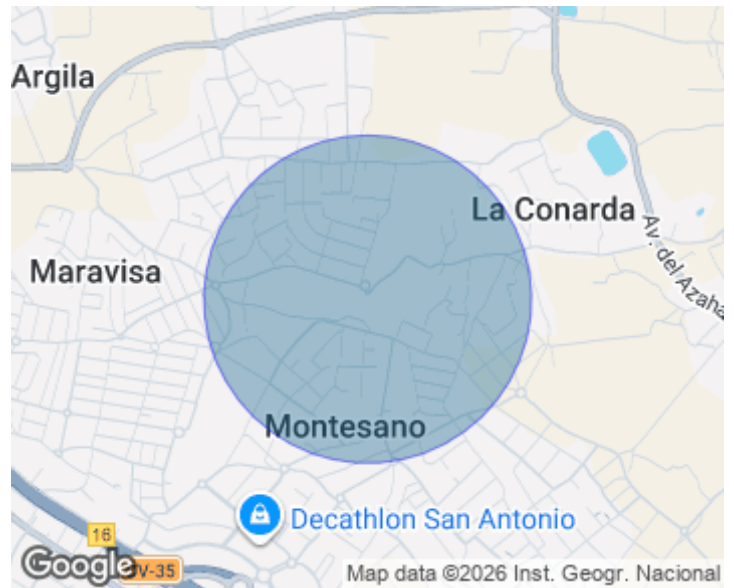 Argila
La Conarda
Maravisa
Av. del Azaha
Montesano
Decathlon San Antonio
16
Google
V-35
Map data ©2026 Inst. Geogr. Nacional